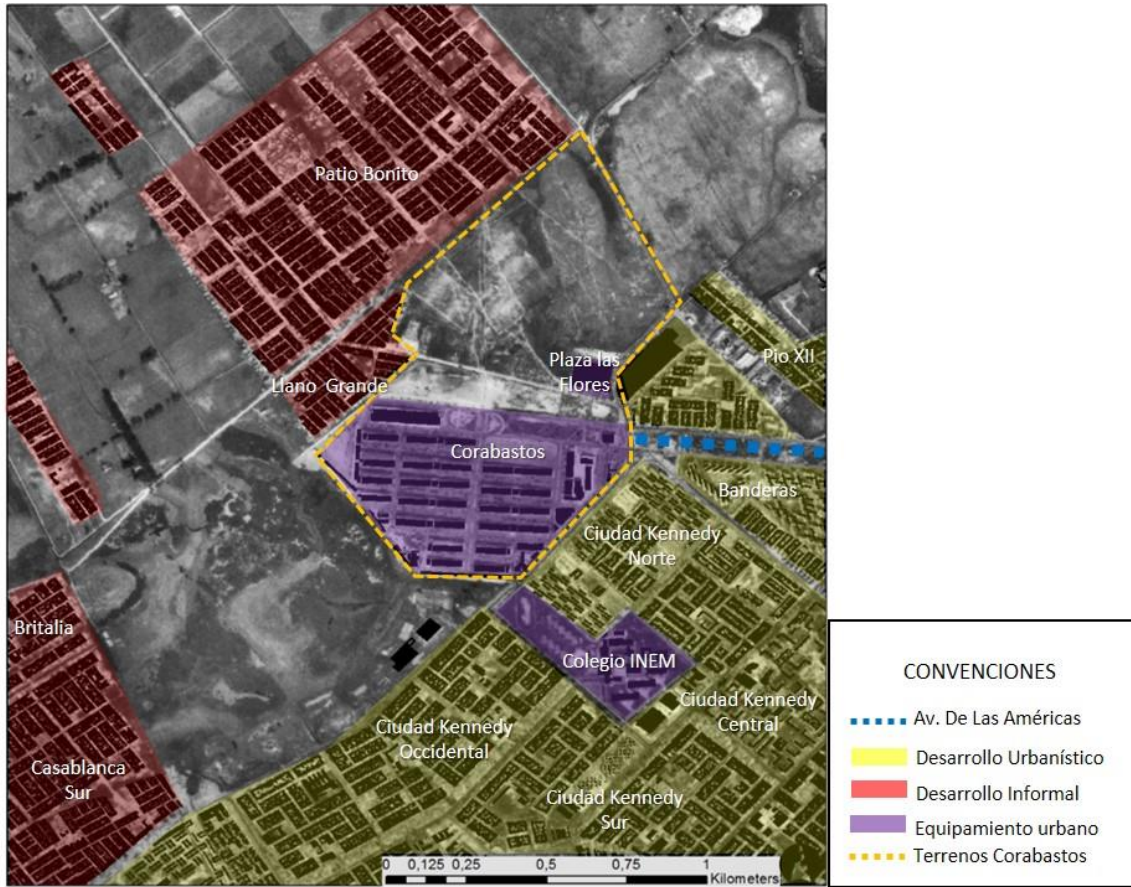 Patio Bonito
Plaza las
Flores
Pio XII
Llano Grande
Corabastos
Banderas
Ciudad Kennedy
Norte
Britalia
Colegio INEM
Ciudad Kennedy
Central
Ciudad Kennedy
Occidental
Casablanca
Sur
Ciudad Kennedy
Sur
0 0,125 0,25 0,5 0,75 1
Kilometers
CONVENCIONES
Av. De Las Américas
Desarrollo Urbanístico
Desarrollo Informal
Equipamiento urbano
Terrenos Corabastos